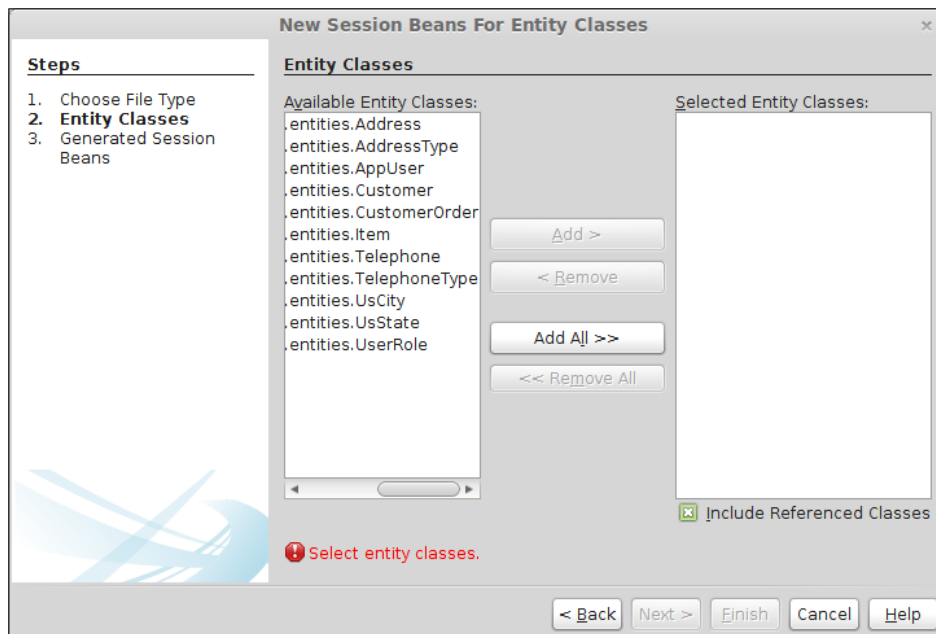 New Session Beans For Entity Classes
Steps
1. Choose File Type
2. Entity Classes
3. Generated Session
Beans
Entity Classes
Available Entity Classes:
.entities.Address
.entities.AddressType
.entities.AppUser
.entities.Customer
.entities.CustomerOrder
.entities.Item
.entities.Telephone
.entities.TelephoneType
.entities.UsCity
.entities.UsState
.entities.UserRole
Add >
< Remove
Add All >>
<< Remove All
Selected Entity Classes:
Include Referenced Classes
Select entity classes.
< Back Next > Finish Cancel Help